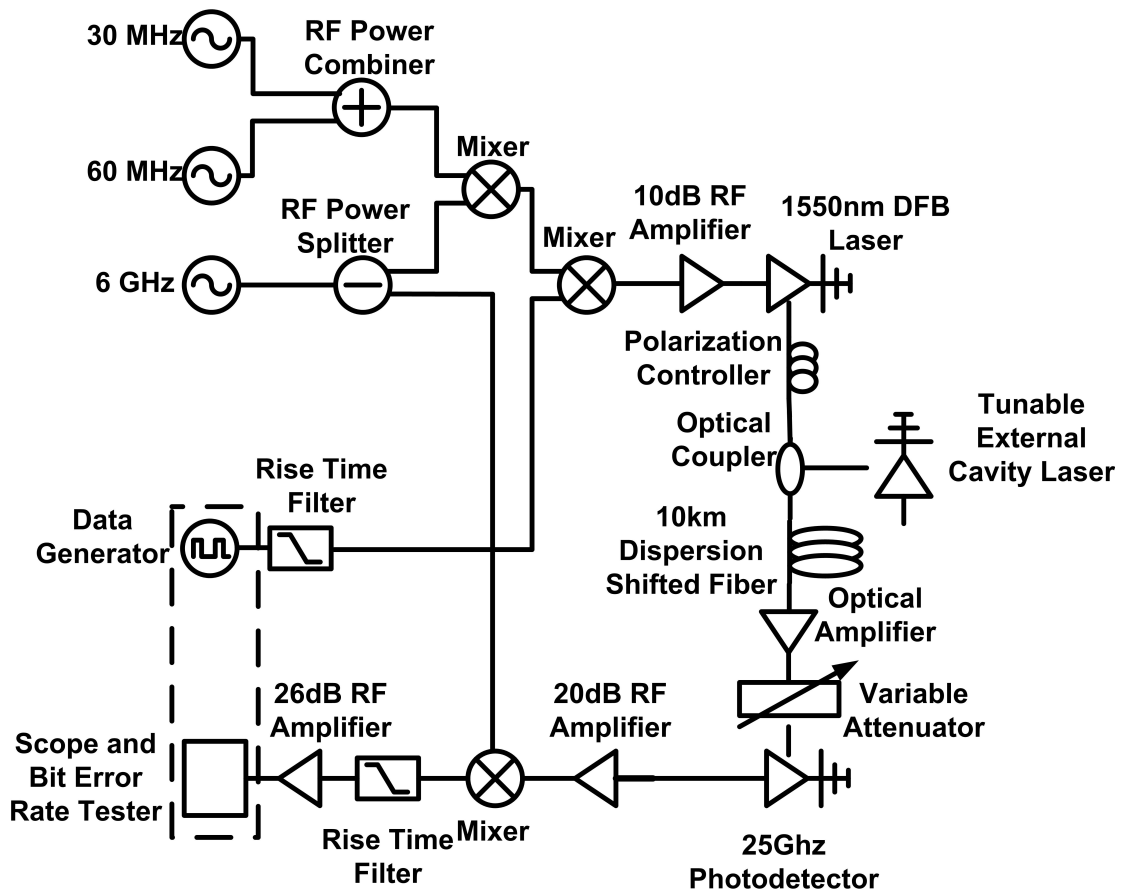 30 MHz
RF Power
Combiner
60 MHz
Mixer
RF Power
Splitter
6 GHz
Mixer
10dB RF
Amplifier
1550nm DFB
Laser
Polarization
Controller
Optical
Coupler
Tunable
External
Cavity Laser
Rise Time
Filter
Data
Generator
10km
Dispersion
Shifted Fiber
Optical
Amplifier
Variable
Attenuator
20dB RF
Amplifier
26dB RF
Amplifier
Scope and
Bit Error
Rate Tester
Rise Time
Filter
Mixer
25Ghz
Photodetector